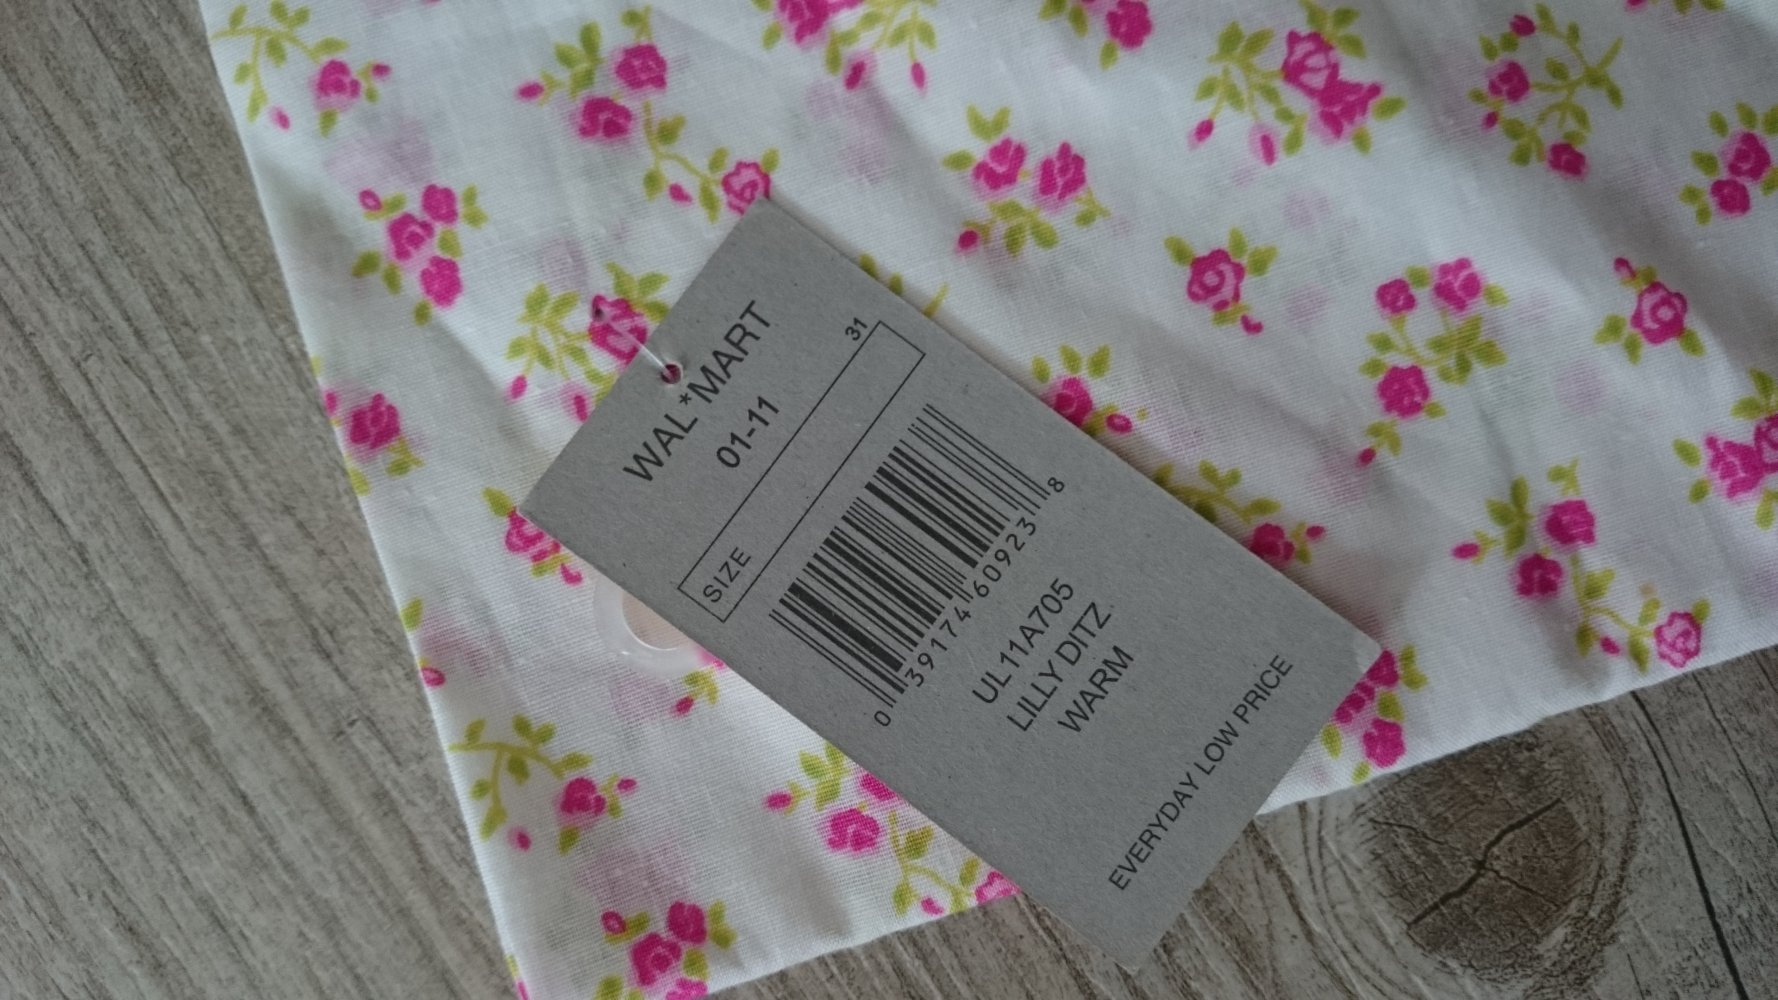 WAL*MART
01-11
31
SIZE
0 39174 60923 8
UL11A705
LILLY DITZ
WARM
EVERYDAY LOW PRICE